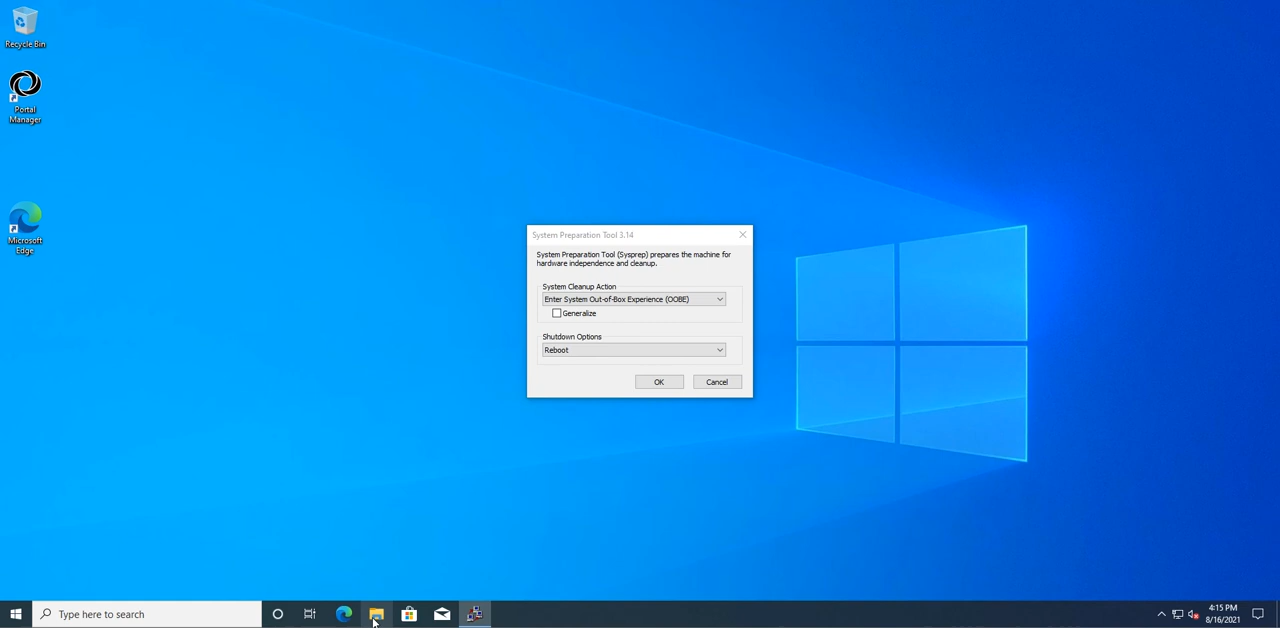 Recycle Bin
Portal
Manager
Microsoft
Edge
System Preparation Tool 3.14
System Preparation Tool (Sysprep) prepares the machine for
hardware independence and cleanup.
System Cleanup Action
Enter System Out-of-Box Experience (OOBE)
Generalize
Shutdown Options
Reboot
OK
Cancel
Type here to search
4:15 PM
8/16/2021